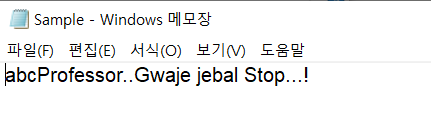 Sample - Windows 메모장
파일(F) 편집(E) 서식(O) 보기(V) 도움말
abcProfessor..Gwaje jebal Stop...!